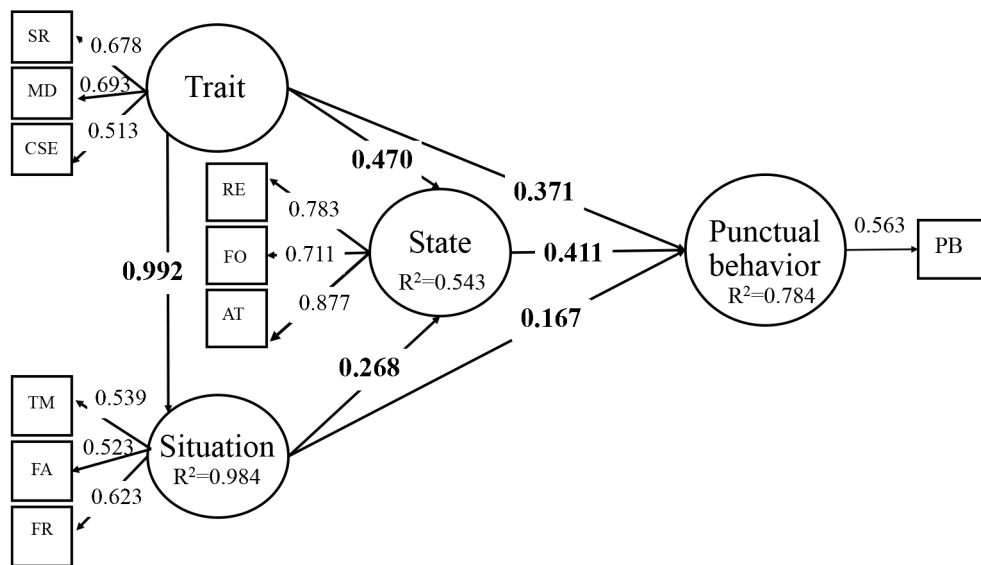 SR
0.678
MD
0.693
CSE
0.513
Trait
0.470
0.371
RE
0.783
FO
0.711
AT
0.877
State
R²=0.543
0.411
Punctual
behavior
R²=0.784
0.563
PB
0.992
0.268
0.167
TM
0.539
FA
0.523
FR
0.623
Situation
R²=0.984